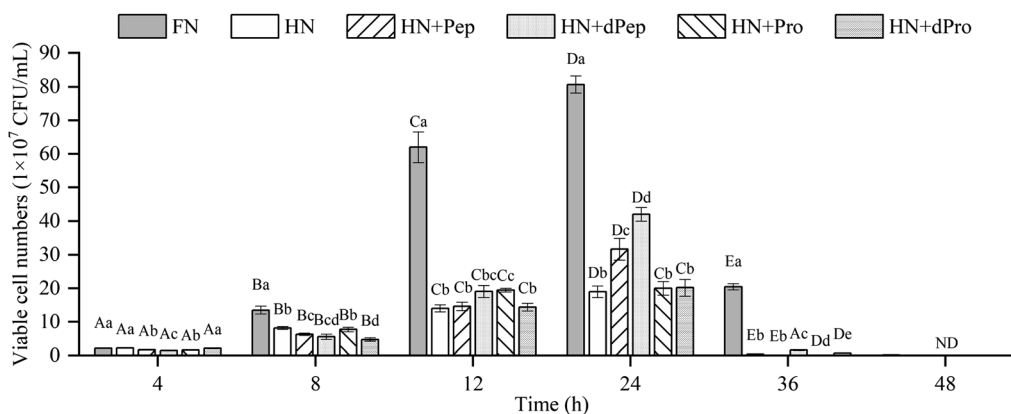 FN HN HN+Pep HN+dPep HN+Pro HN+dPro
Viable cell numbers (1×10⁷ CFU/mL)
90
80
70
60
50
40
30
20
10
0
Aa Aa Ab Ac Ab Aa
Ba Bb Bc Bcd Bb Bd
Ca Cb Cb Cbc Cc Cb
Da Db Dc Dd Cb Cb
Ea Eb Eb Ac Dd De
ND
4 8 12 24 36 48
Time (h)